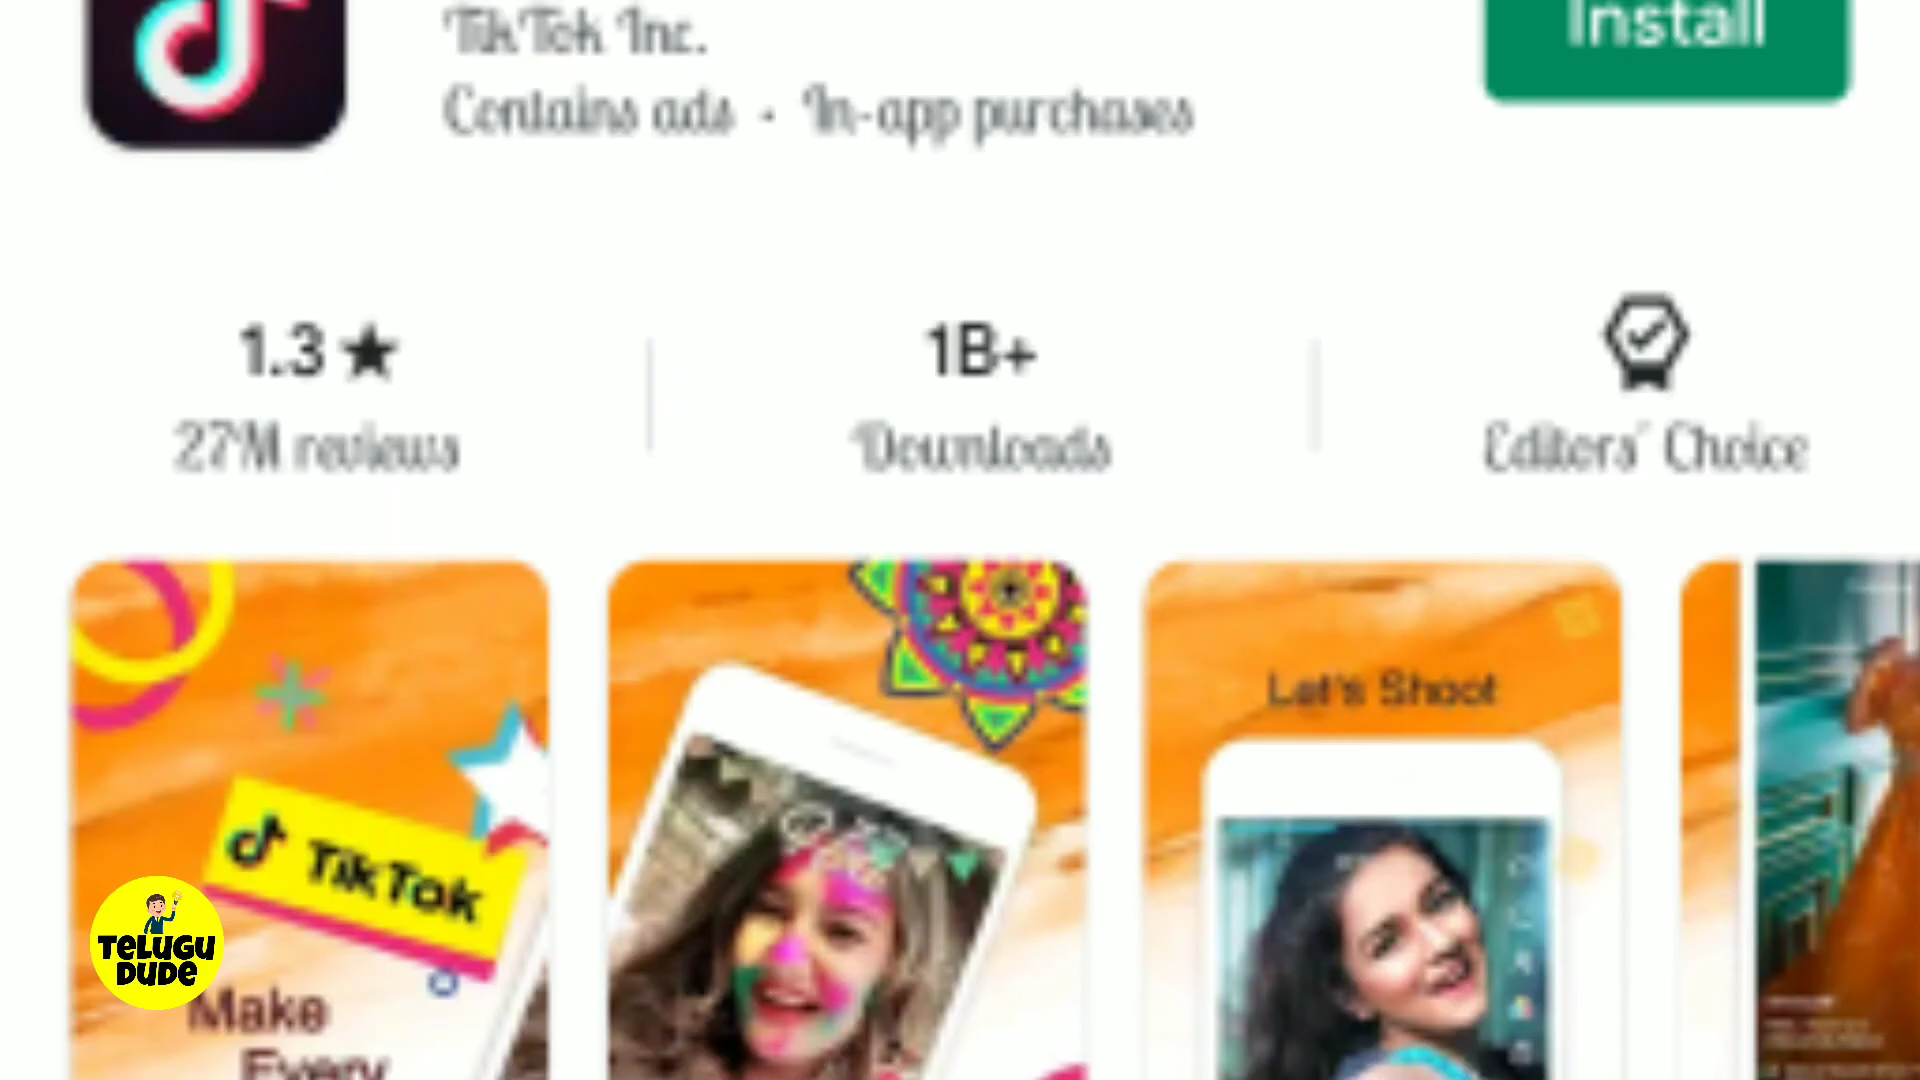 TikTok Inc.
Install
Contains ads · In-app purchases
1.3★
1B+
27M reviews
Downloads
Editors' Choice
Let's Shoot
TikTok
TELUGU
DUDE
Make
Every